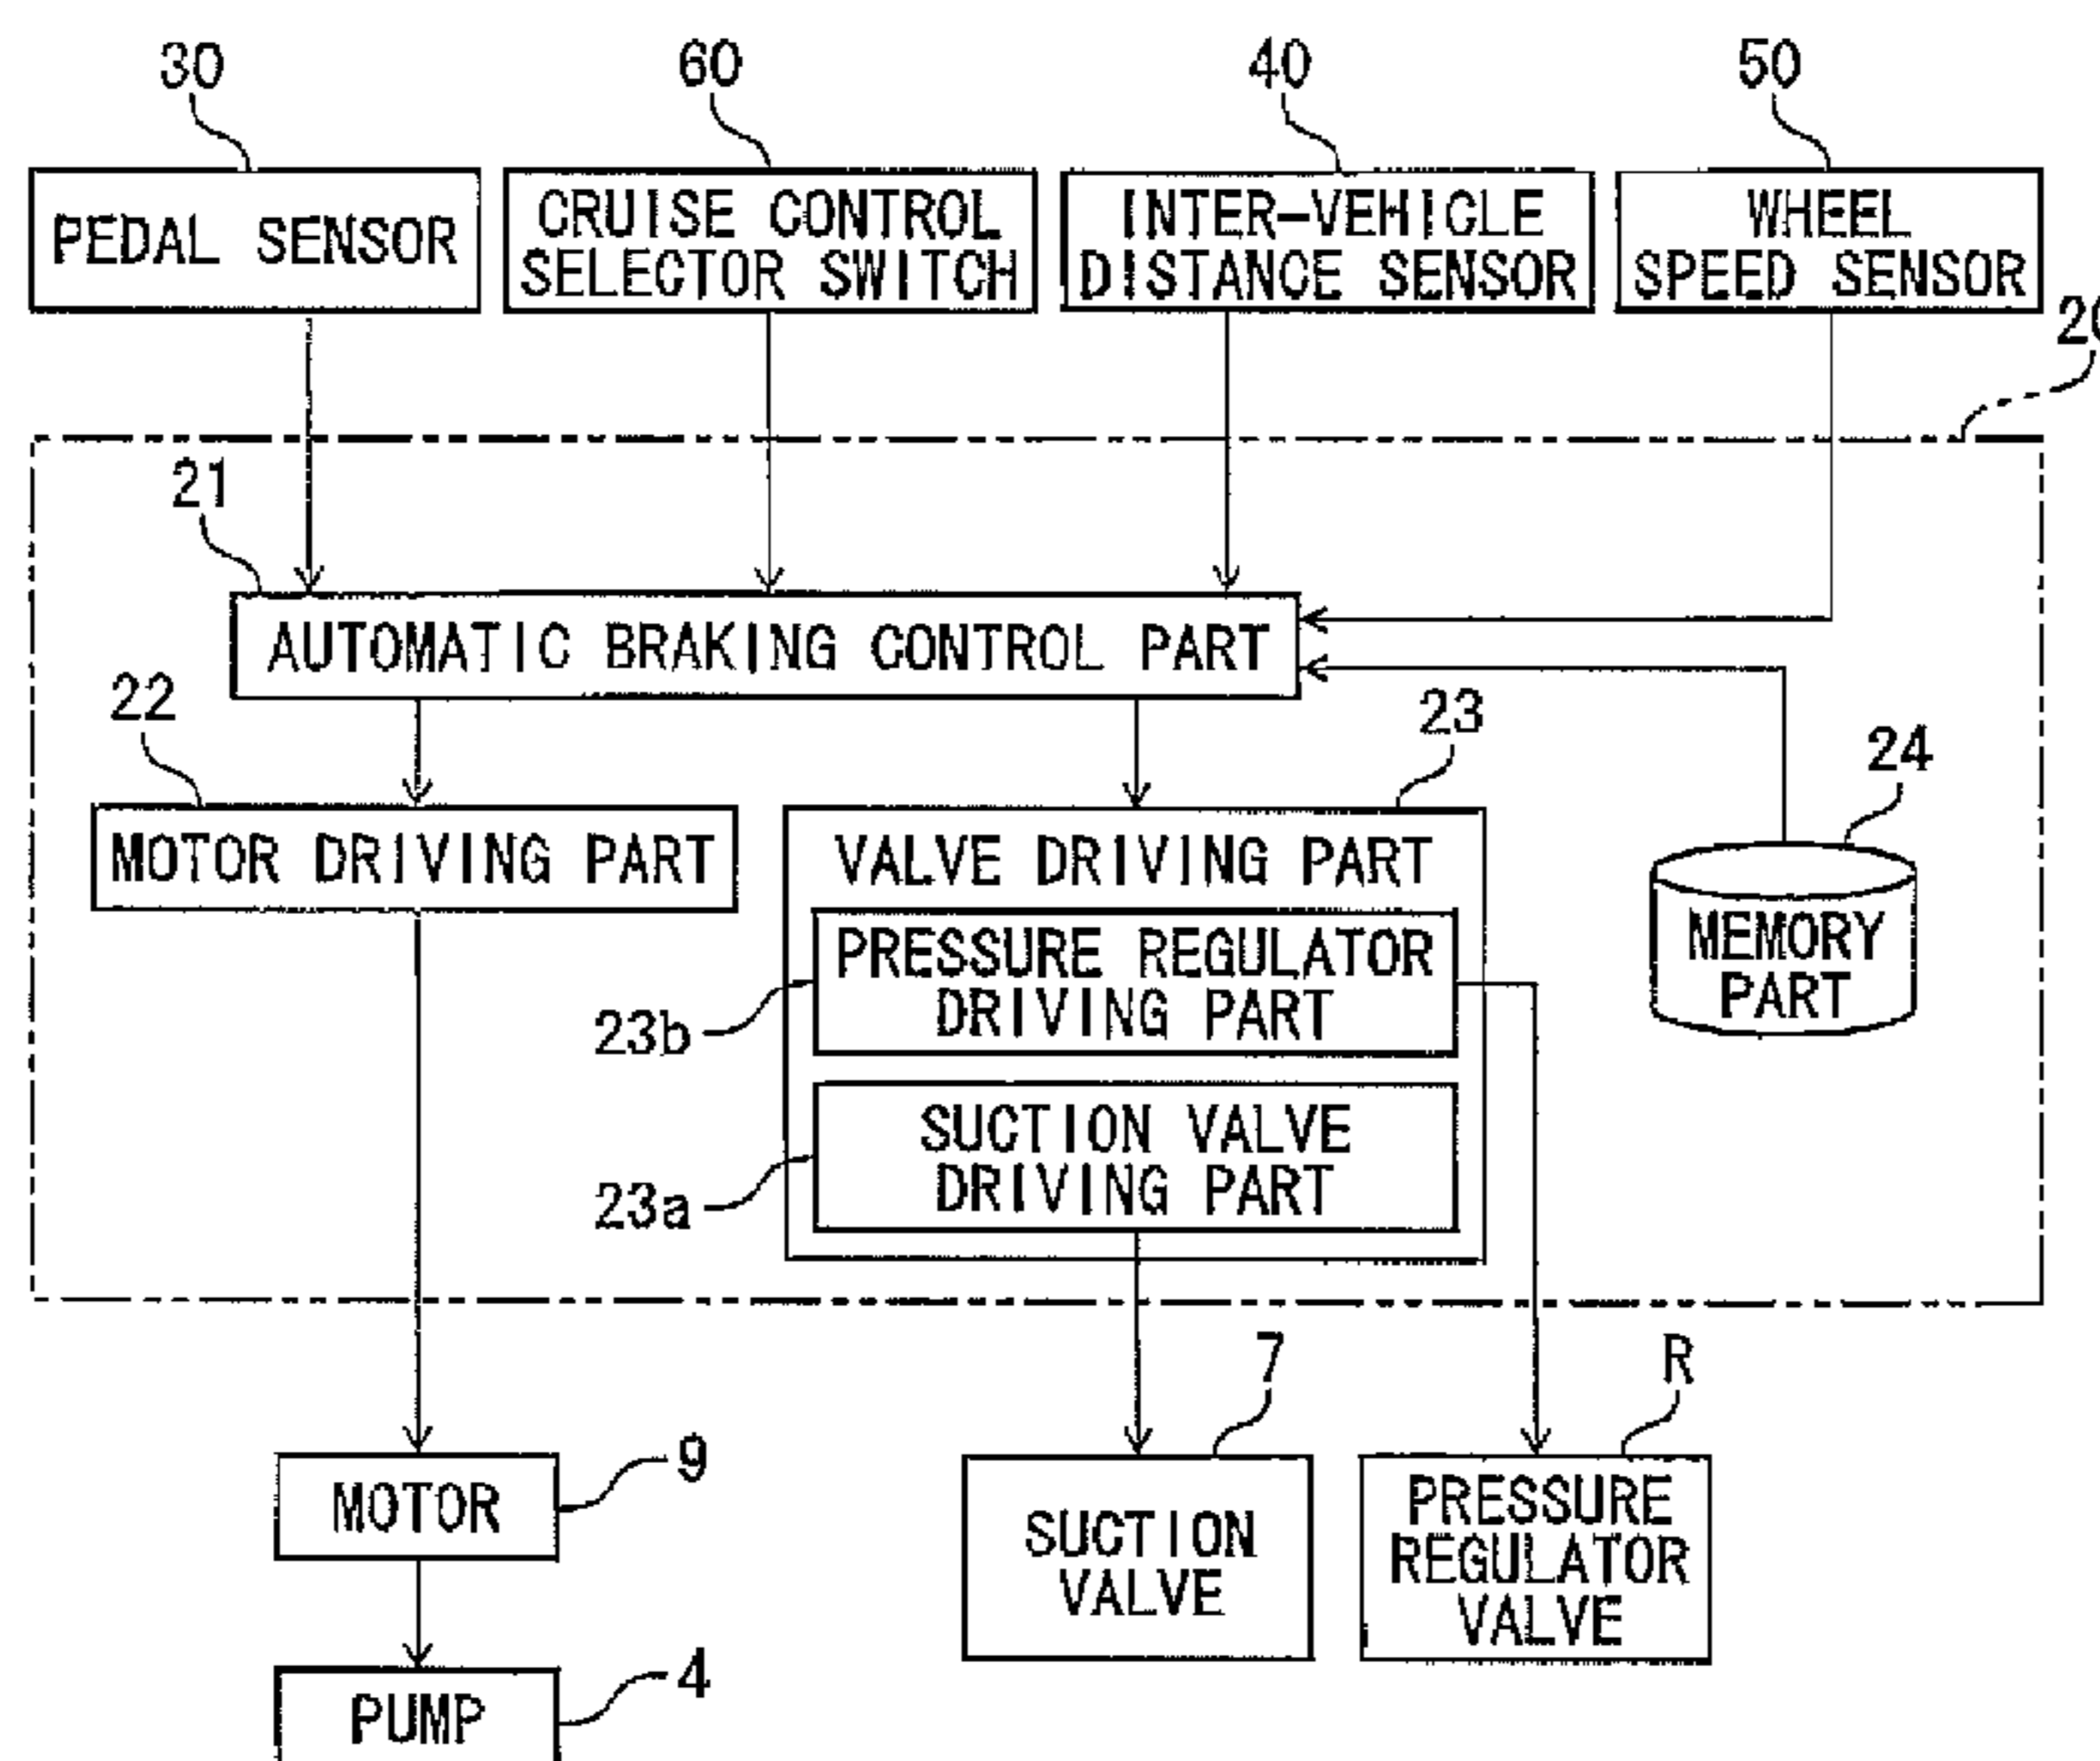 30
60
40
50
PEDAL SENSOR
CRUISE CONTROL
SELECTOR SWITCH
INTER-VEHICLE
DISTANCE SENSOR
WHEEL
SPEED SENSOR
21
AUTOMATIC BRAKING CONTROL PART
22
23
24
MOTOR DRIVING PART
VALVE DRIVING PART
PRESSURE REGULATOR
DRIVING PART
23b
MEMORY
PART
SUCTION VALVE
DRIVING PART
23a
7
R
MOTOR
9
SUCTION
VALVE
PRESSURE
REGULATOR
VALVE
PUMP
4